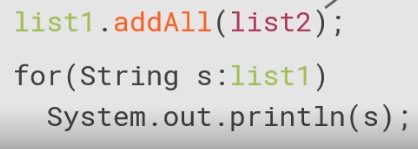 list1.addAll(list2);
for(String s:list1)
System.out.println(s);